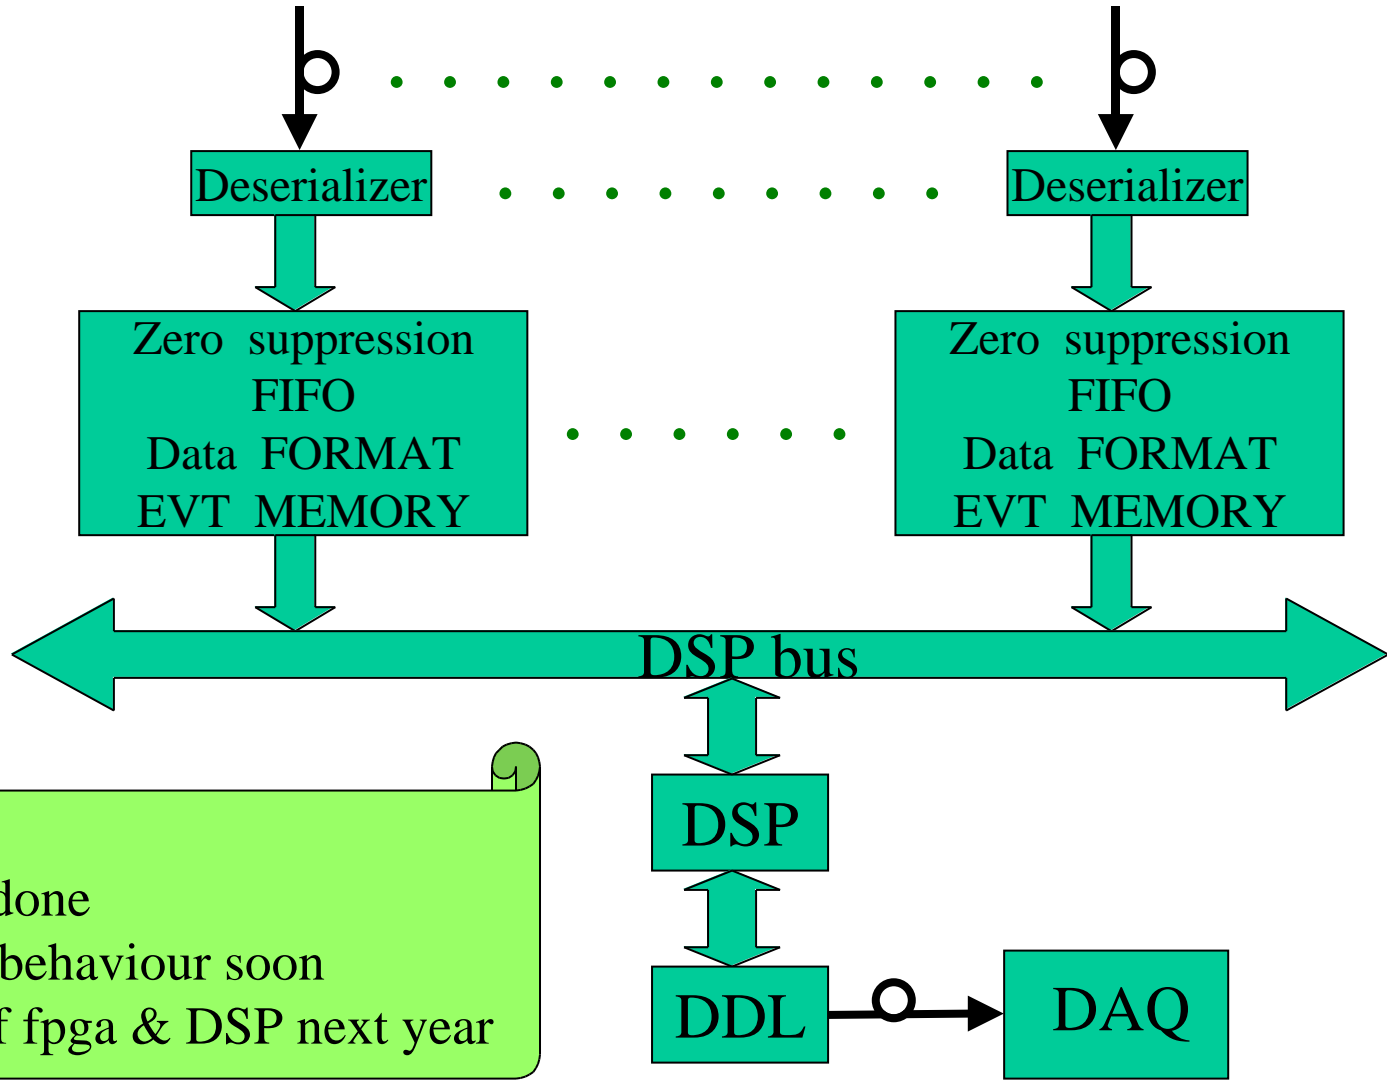 Deserializer
Deserializer
Zero suppression
FIFO
Data FORMAT
EVT MEMORY
Zero suppression
FIFO
Data FORMAT
EVT MEMORY
DSP bus
DSP
done
behaviour soon
fpga & DSP next year
DDL
DAQ